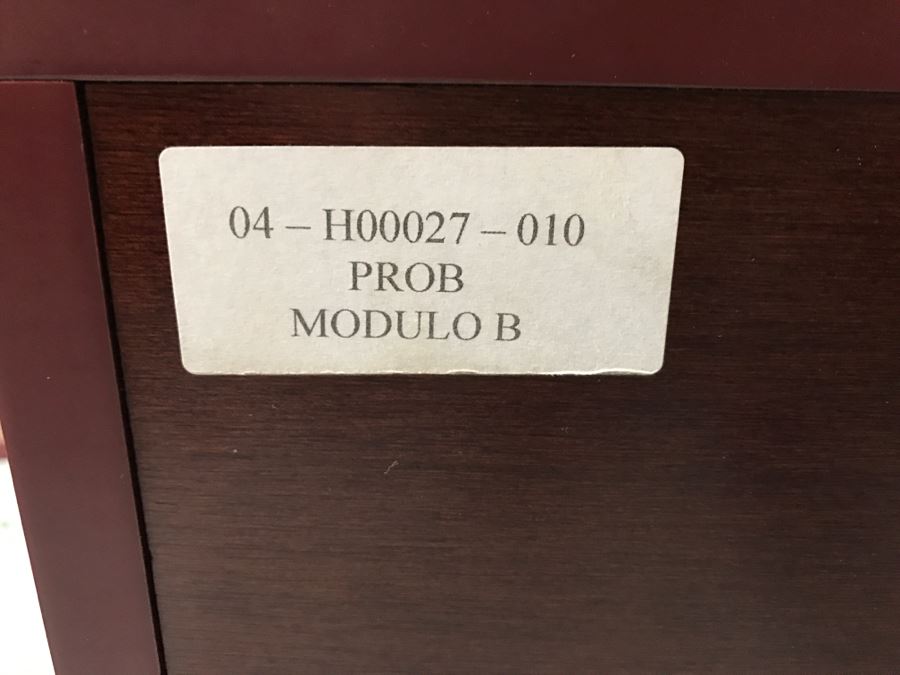 04 – H00027 – 010
PROB
MODULO B